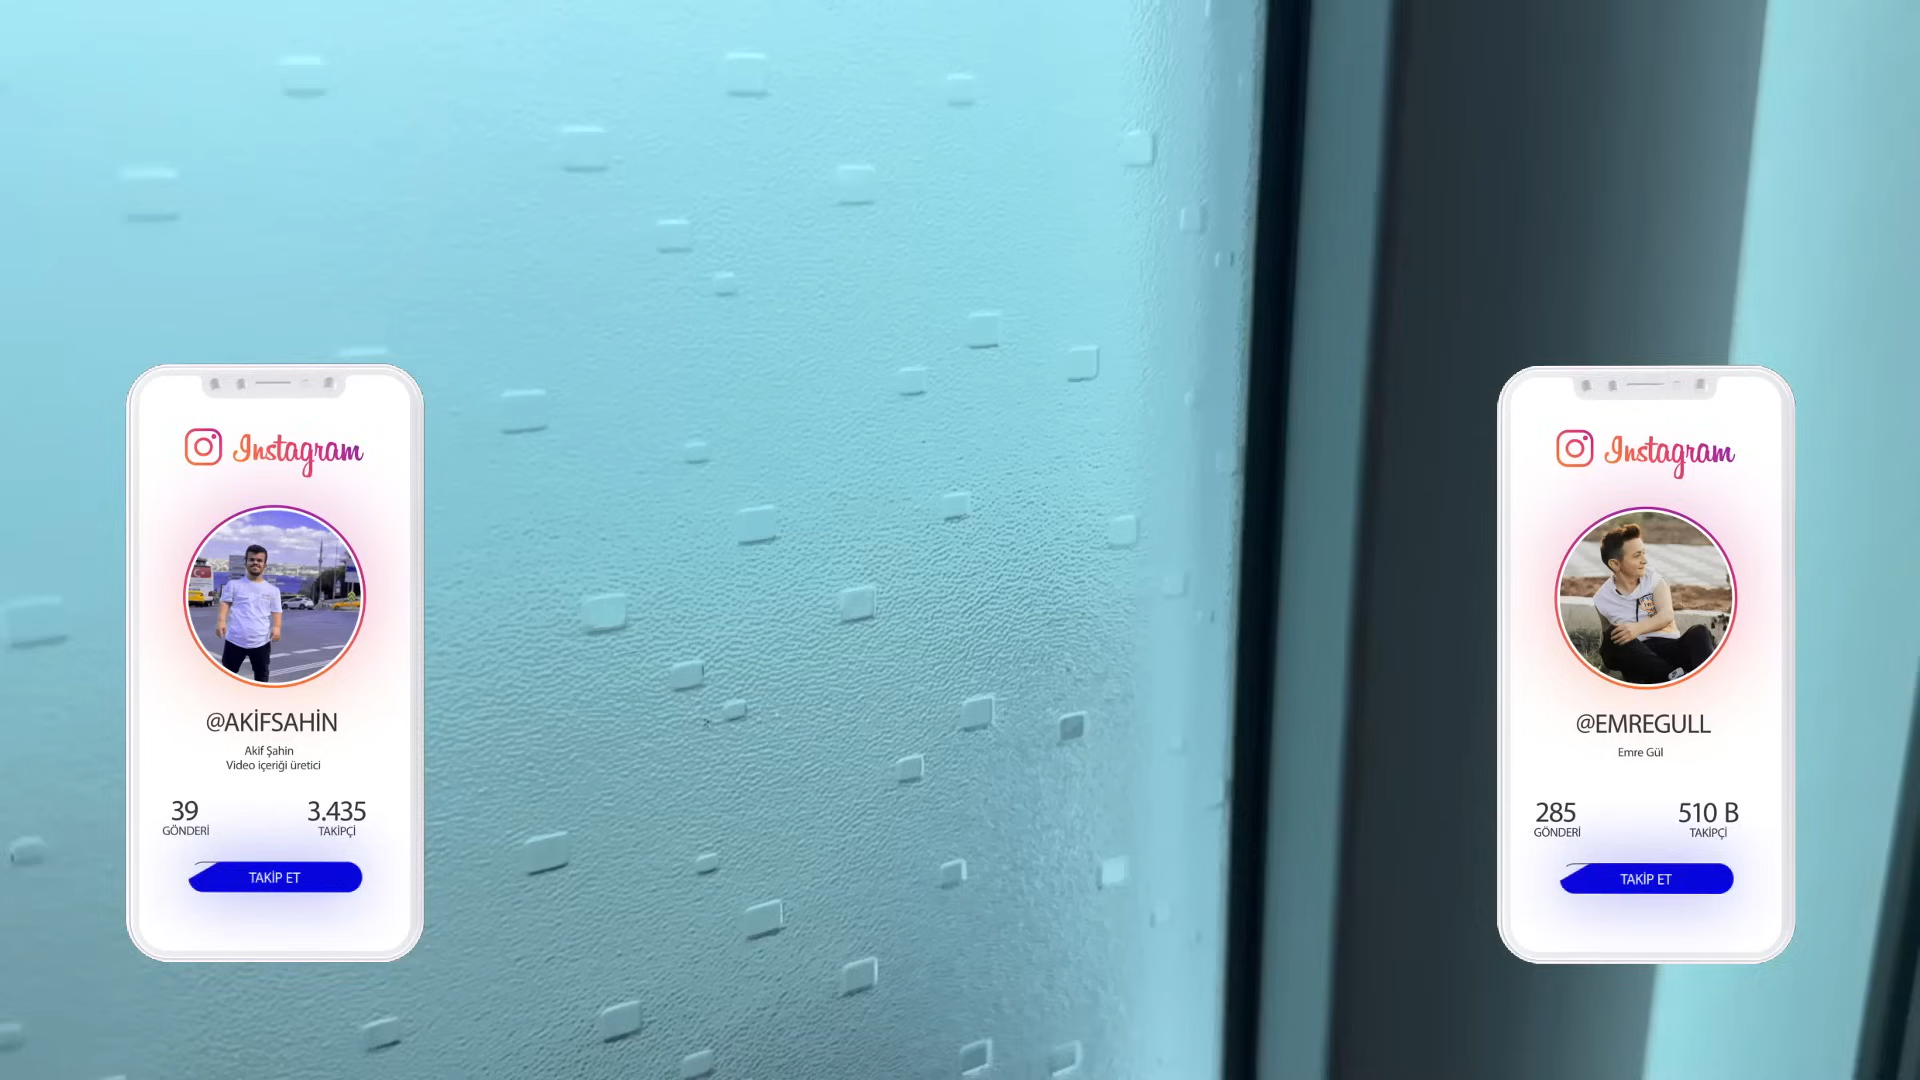 Instagram
@AKİFSAHİN
Akif Şahin
Video içeriği üretici
39
GÖNDERİ
3.435
TAKİPÇİ
TAKİP ET
Instagram
@EMREGULL
Emre Gül
285
GÖNDERİ
510 B
TAKİPÇİ
TAKİP ET